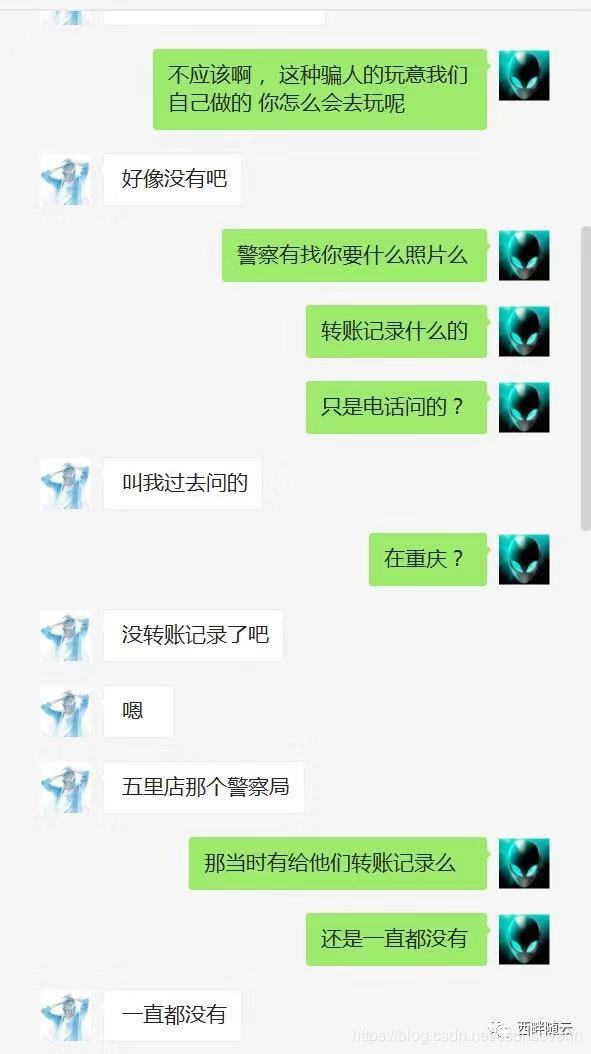 不应该啊 ，这种骗人的玩意我们
自己做的 你怎么会去玩呢
好像没有吧
警察有找你要什么照片么
转账记录什么的
只是电话问的？
叫我过去问的
在重庆？
没转账记录了吧
嗯
五里店那个警察局
那当时有给他们转账记录么
还是一直都没有
一直都没有
西畔随云